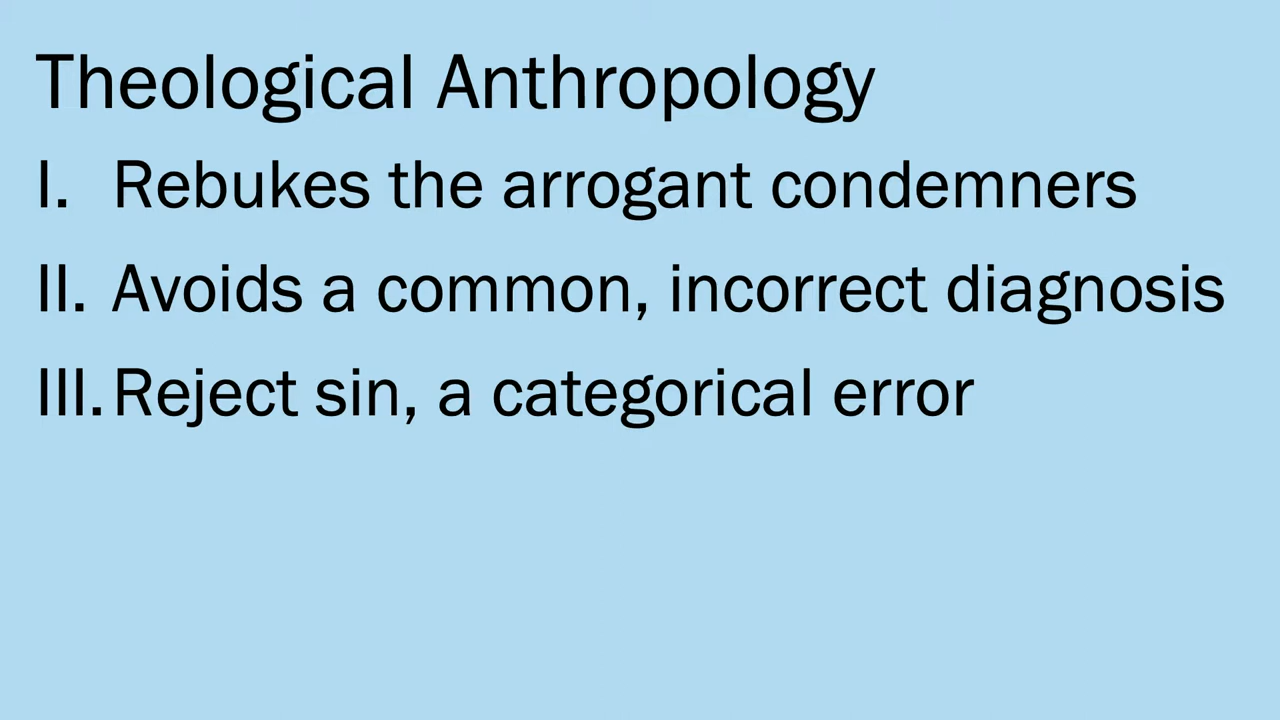 Theological Anthropology
I. Rebukes the arrogant condemners
II. Avoids a common, incorrect diagnosis
III. Reject sin, a categorical error